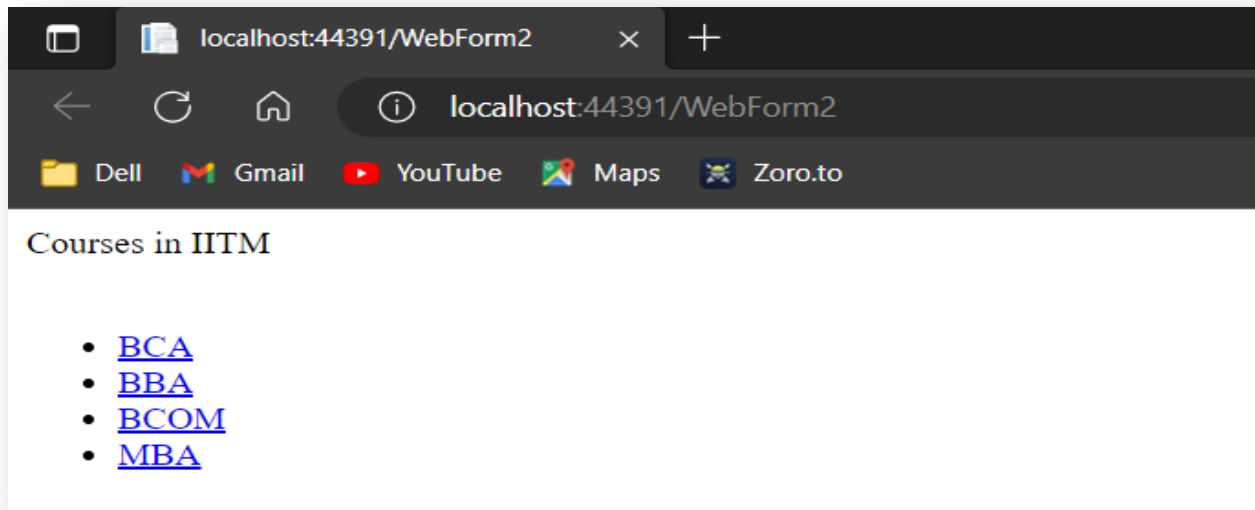 localhost:44391/WebForm2
localhost:44391/WebForm2
Dell Gmail YouTube Maps Zoro.to
Courses in IITM
BCA
BBA
BCOM
MBA